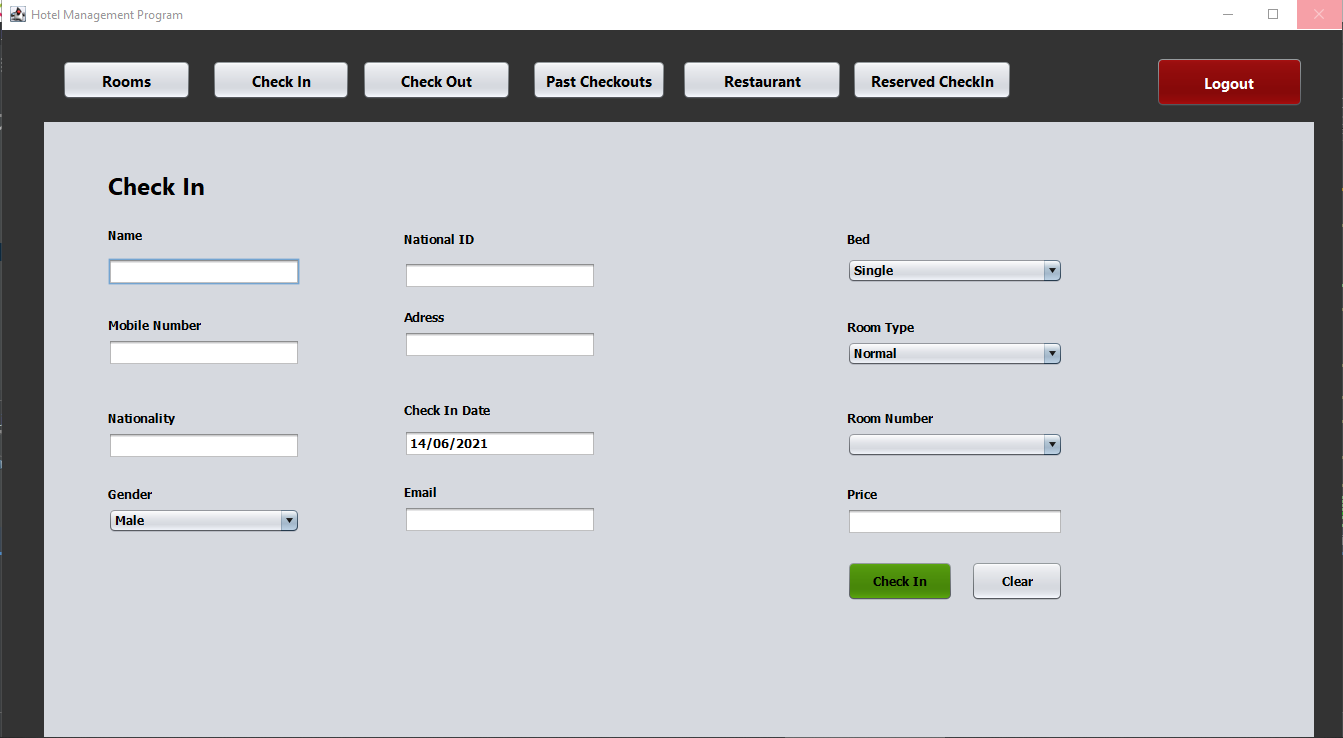 Hotel Management Program
Rooms
Check In
Check Out
Past Checkouts
Restaurant
Reserved CheckIn
Logout
Check In
Name
National ID
Bed
Single
Mobile Number
Adress
Room Type
Normal
Nationality
Check In Date
14/06/2021
Room Number
Gender
Male
Email
Price
Check In
Clear